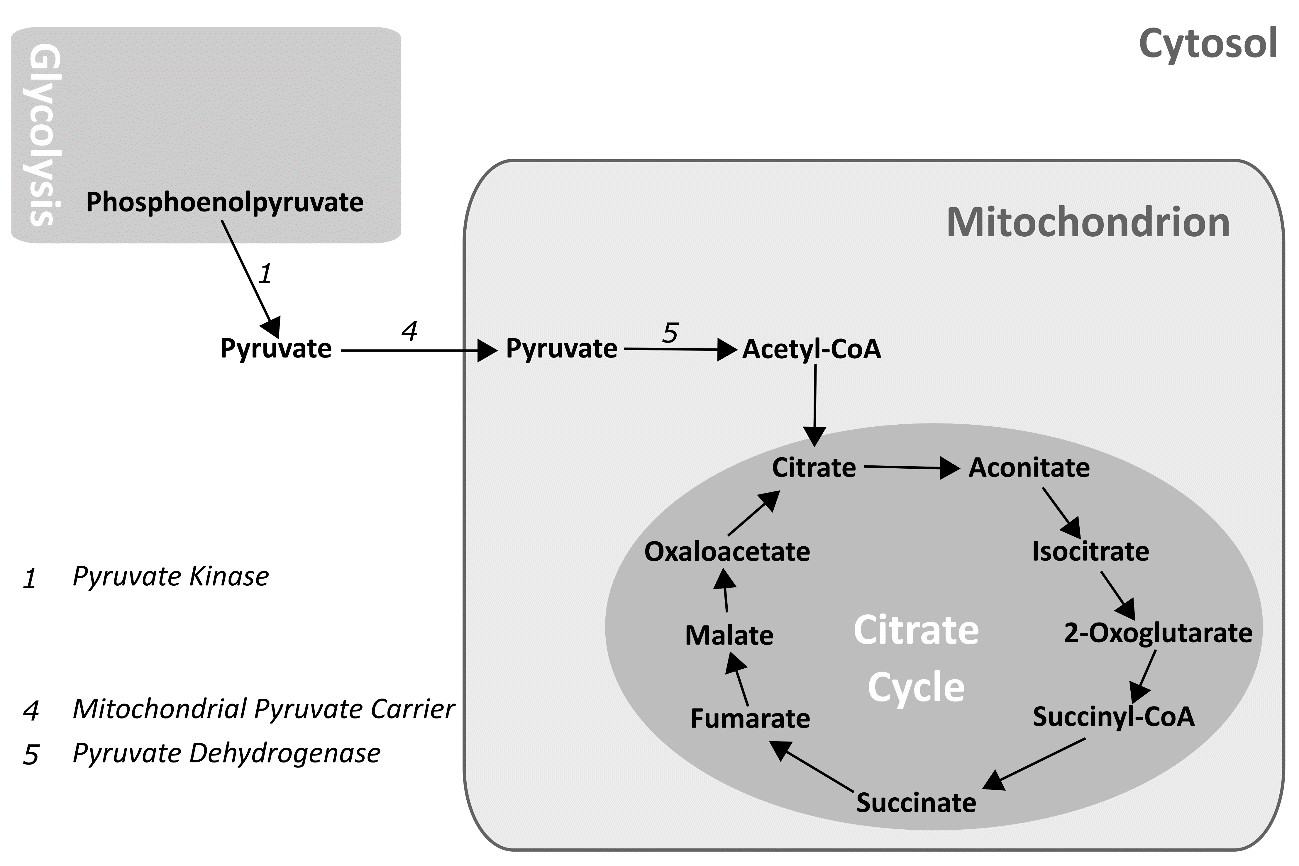 Cytosol
Glycolysis
Phosphoenolpyruvate
Mitochondrion
1
4
5
Pyruvate
Pyruvate
Acetyl-CoA
Citrate
Aconitate
Oxaloacetate
Isocitrate
1 Pyruvate Kinase
Citrate
Cycle
Malate
2-Oxoglutarate
Fumarate
Succinyl-CoA
4 Mitochondrial Pyruvate Carrier
5 Pyruvate Dehydrogenase
Succinate